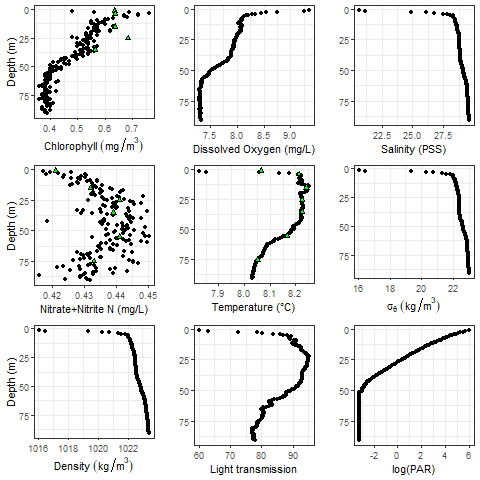 0
25
50
75
Depth (m)
0.4 0.5 0.6 0.7
Chlorophyll (mg/m³)
0
25
50
75
7.5 8.0 8.5 9.0
Dissolved Oxygen (mg/L)
0
25
50
75
22.5 25.0 27.5
Salinity (PSS)
0
25
50
75
Depth (m)
0.42 0.43 0.44 0.45
Nitrate+Nitrite N (mg/L)
0
25
50
75
7.9 8.0 8.1 8.2
Temperature (°C)
0
25
50
75
16 18 20 22
σθ (kg/m³)
0
25
50
75
Depth (m)
1016 1018 1020 1022
Density (kg/m³)
0
25
50
75
60 70 80 90
Light transmission
0
25
50
75
-2 0 2 4 6
log(PAR)